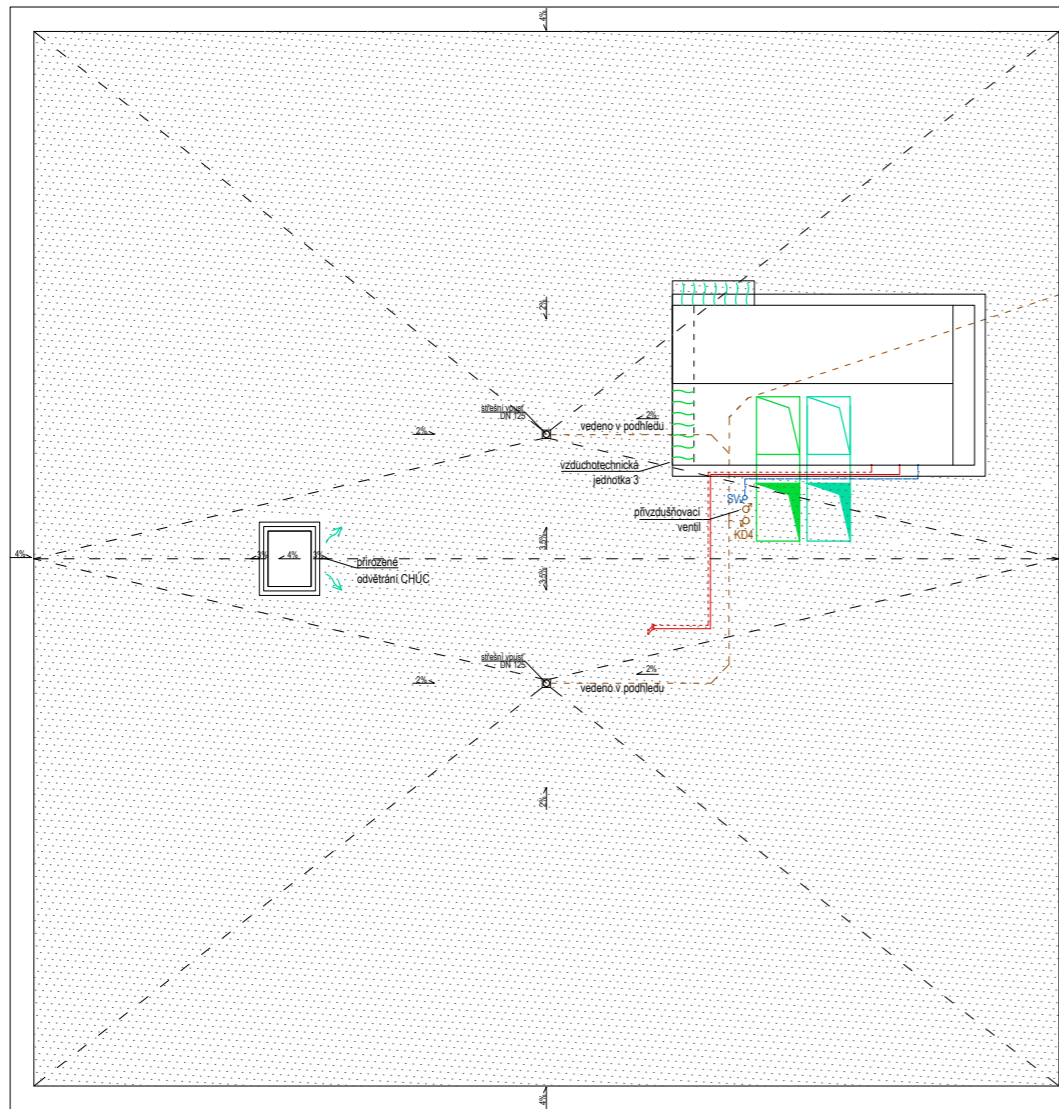 4%
2%
střešní vpusť
DN 125
2%
2%
vedeno v podhledu
vzduchotechnická
jednotka 3
SV
přivzdušňovací
ventil
KD4
4%
3%
4%
3%
přirozené
odvětrání CHÚC
3.5%
3.5%
střešní vpusť
DN 125
2%
2%
vedeno v podhledu
2%
4%